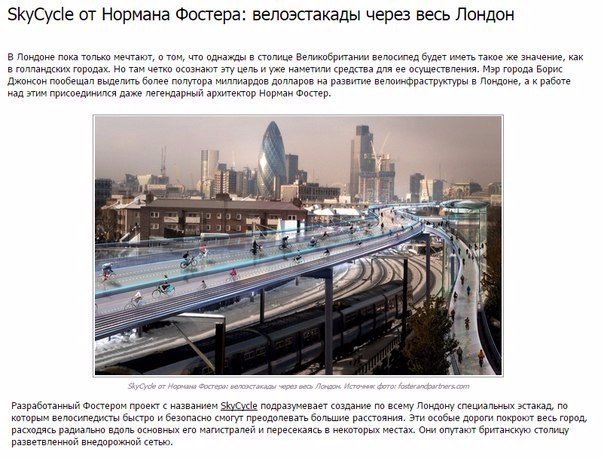 SkyCycle от Нормана Фостера: велоэстакады через весь Лондон
В Лондоне пока только мечтают, о том, что однажды в столице Великобритании велосипед будет иметь такое же значение, как
в голландских городах. Но там четко осознают эту цель и уже наметили средства для ее осуществления. Мэр города Борис
Джонсон пообещал выделить более полутора миллиардов долларов на развитие велоинфраструктуры в Лондоне, а к работе
над этим присоединился даже легендарный архитектор Норман Фостер.
SkyCycle от Нормана Фостера: велоэстакады через весь Лондон. Источник фото: fosterandpartners.com
Разработанный Фостером проект с названием SkyCycle подразумевает создание по всему Лондону специальных эстакад, по
которым велосипедисты быстро и безопасно смогут преодолевать большие расстояния. Эти особые дороги покроют весь город,
расходясь радиально вдоль основных его магистралей и пересекаясь в некоторых местах. Они опутают британскую столицу
разветвленной внедорожной сетью.